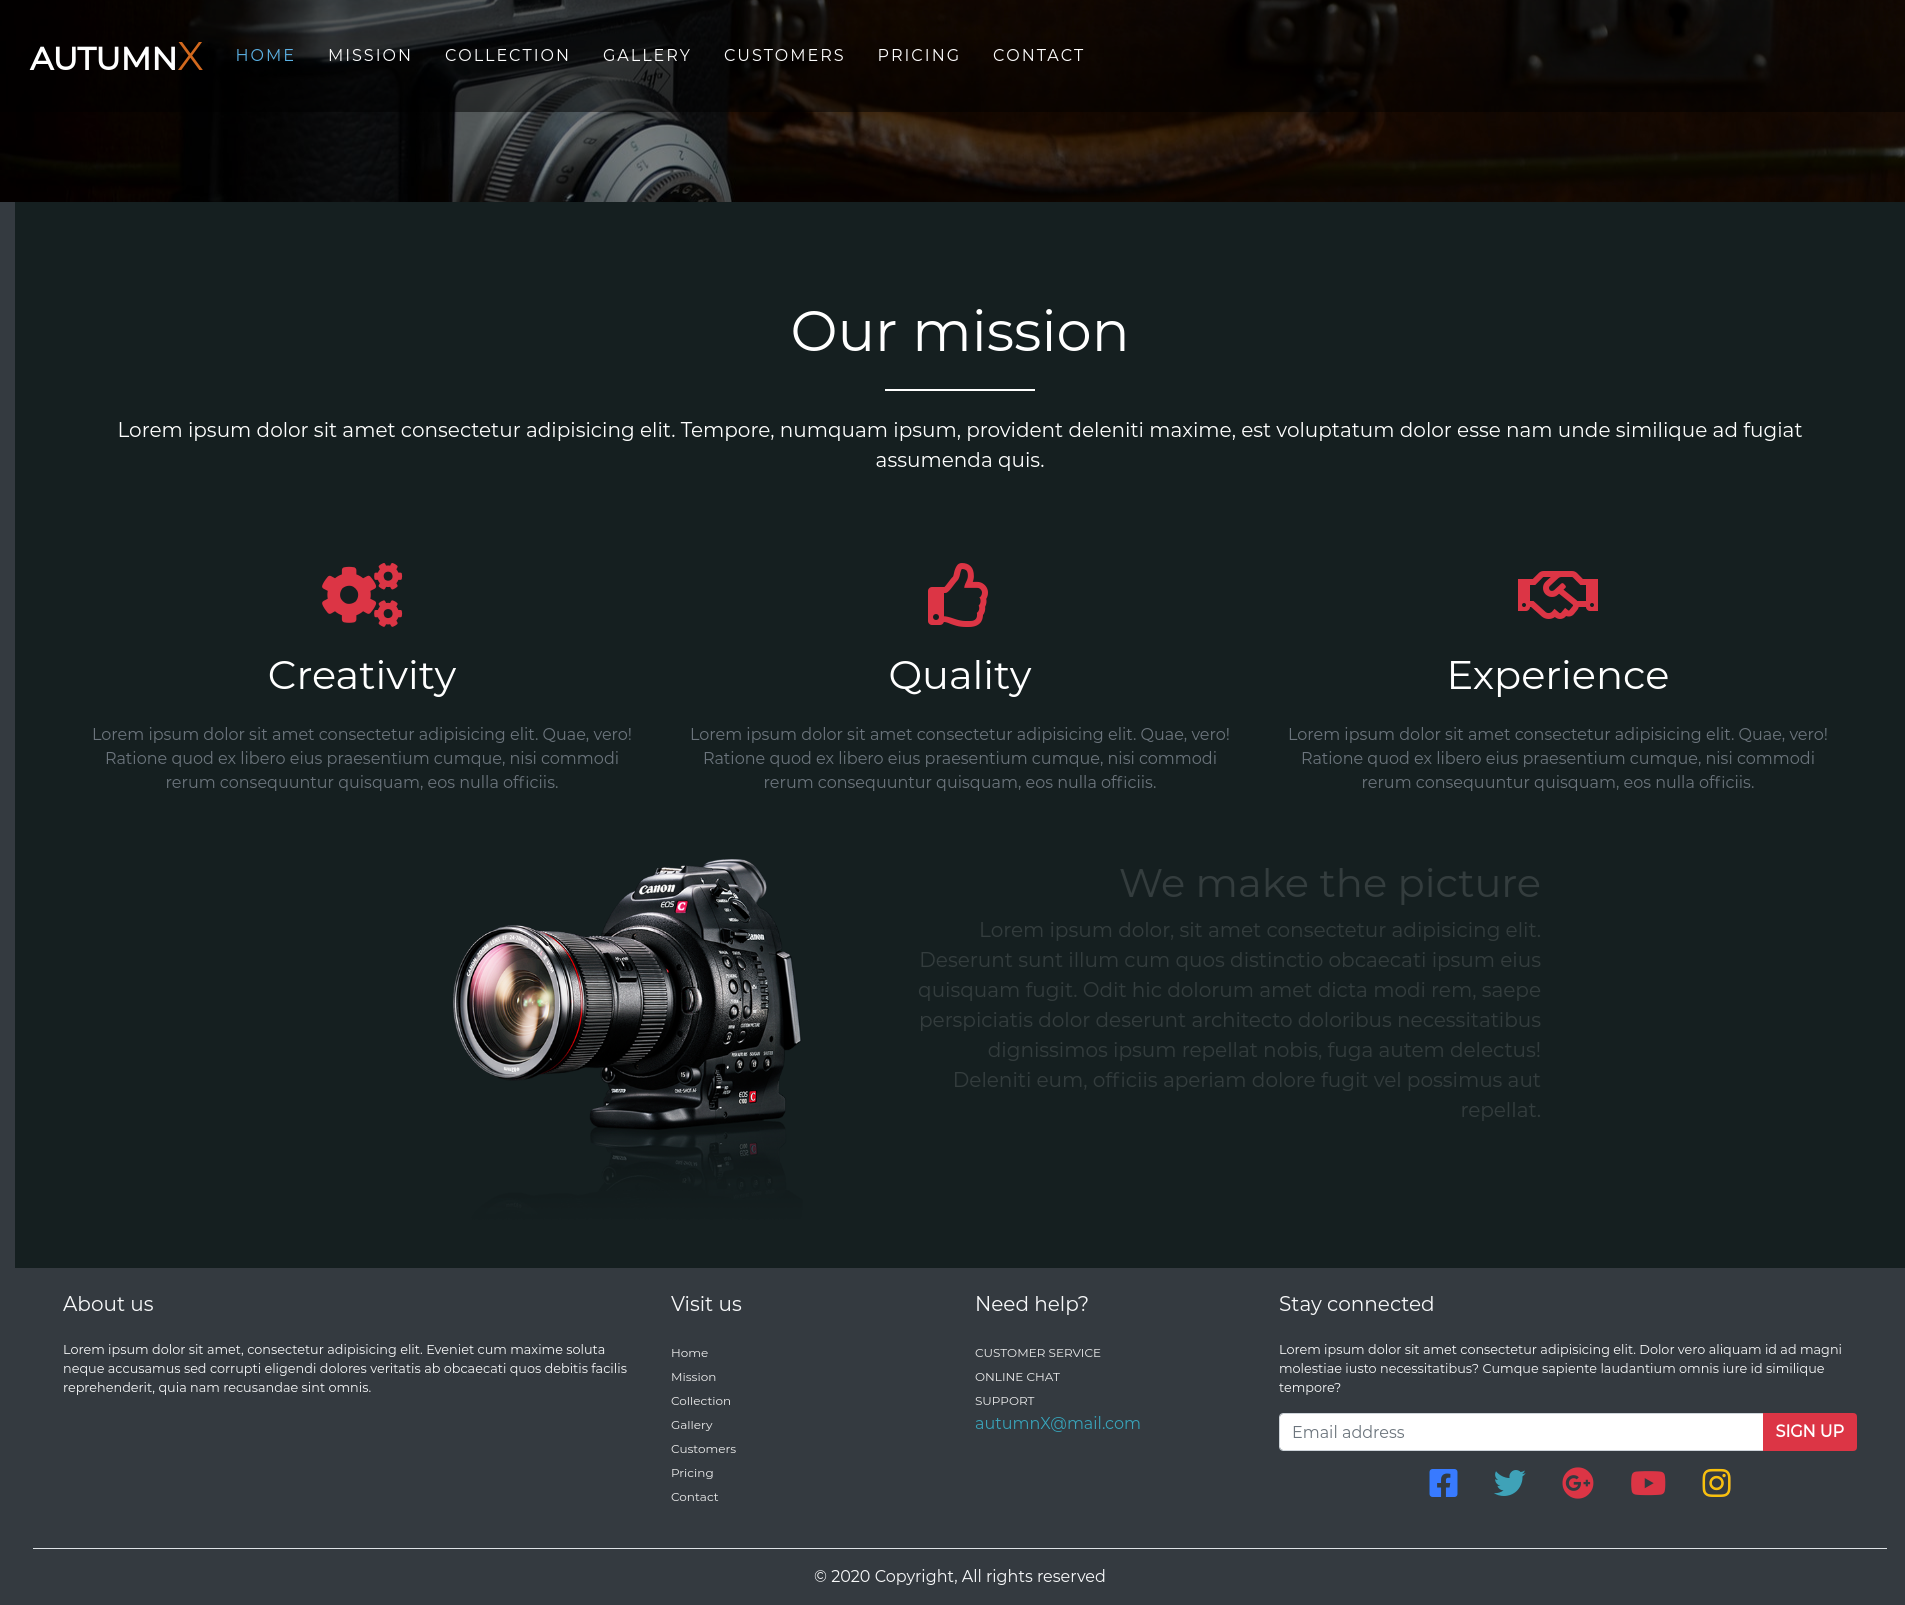 AUTUMNX HOME MISSION COLLECTION GALLERY CUSTOMERS PRICING CONTACT
Our mission
Lorem ipsum dolor sit amet consectetur adipisicing elit. Tempore, numquam ipsum, provident deleniti maxime, est voluptatum dolor esse nam unde similique ad fugiat
assumenda quis.
Creativity
Lorem ipsum dolor sit amet consectetur adipisicing elit. Quae, vero!
Ratione quod ex libero eius praesentium cumque, nisi commodi
rerum consequuntur quisquam, eos nulla officiis.
Quality
Lorem ipsum dolor sit amet consectetur adipisicing elit. Quae, vero!
Ratione quod ex libero eius praesentium cumque, nisi commodi
rerum consequuntur quisquam, eos nulla officiis.
Experience
Lorem ipsum dolor sit amet consectetur adipisicing elit. Quae, vero!
Ratione quod ex libero eius praesentium cumque, nisi commodi
rerum consequuntur quisquam, eos nulla officiis.
Canon
EOS C
Canon
EOS C
C100
We make the picture
Lorem ipsum dolor, sit amet consectetur adipisicing elit.
Deserunt sunt illum cum quos distinctio obcaecati ipsum eius
quisquam fugit. Odit hic dolorum amet dicta modi rem, saepe
perspiciatis dolor deserunt architecto doloribus necessitatibus
dignissimos ipsum repellat nobis, fuga autem delectus!
Deleniti eum, officiis aperiam dolore fugit vel possimus aut
repellat.
About us
Lorem ipsum dolor sit amet, consectetur adipisicing elit. Eveniet cum maxime soluta
neque accusamus sed corrupti eligendi dolores veritatis ab obcaecati quos debitis facilis
reprehenderit, quia nam recusandae sint omnis.
Visit us
Home
Mission
Collection
Gallery
Customers
Pricing
Contact
Need help?
CUSTOMER SERVICE
ONLINE CHAT
SUPPORT
autumnX@mail.com
Stay connected
Lorem ipsum dolor sit amet consectetur adipisicing elit. Dolor vero aliquam id ad magni
molestiae iusto necessitatibus? Cumque sapiente laudantium omnis iure id similique
tempore?
Email address SIGN UP
© 2020 Copyright, All rights reserved